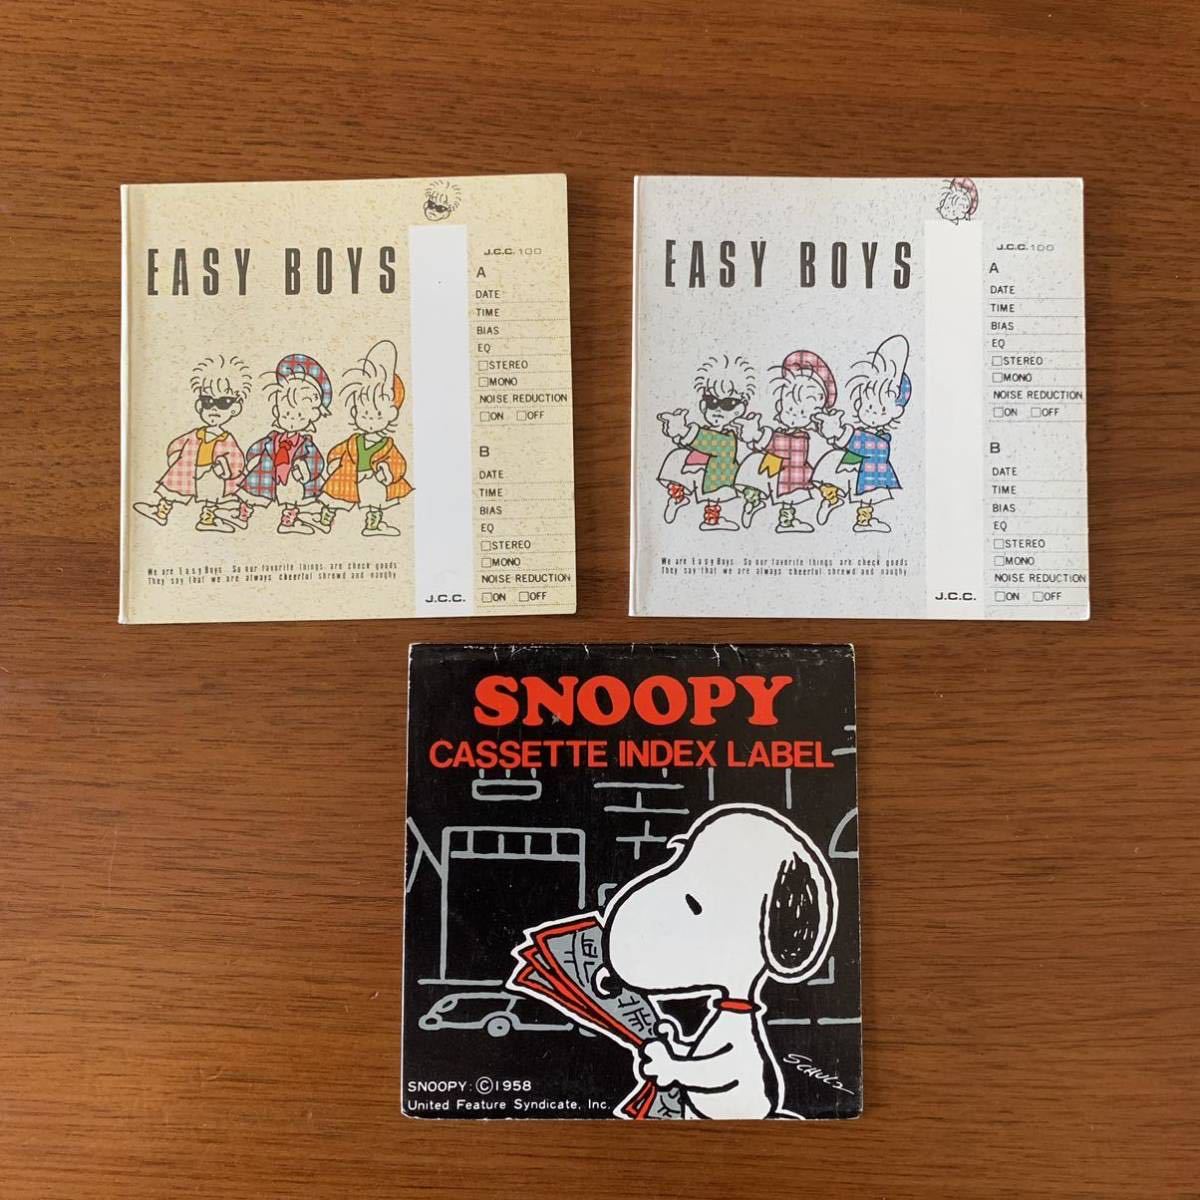 EASY BOYS
J.C.C. 100
A
DATE
TIME
BIAS
EQ
□STEREO
□MONO
NOISE REDUCTION
□ON □OFF
B
DATE
TIME
BIAS
EQ
□STEREO
□MONO
NOISE REDUCTION
□ON □OFF
We are Easy Boys. So our favorite things are check goods
They say that we are always cheerful shrewd and naughy
J.C.C.
EASY BOYS
J.C.C. 100
A
DATE
TIME
BIAS
EQ
□STEREO
□MONO
NOISE REDUCTION
□ON □OFF
B
DATE
TIME
BIAS
EQ
□STEREO
□MONO
NOISE REDUCTION
□ON □OFF
We are Easy Boys. So our favorite things are check goods
They say that we are always cheerful shrewd and naughy
J.C.C.
SNOOPY
CASSETTE INDEX LABEL
SCHULZ
SNOOPY: ©1958
United Feature Syndicate, Inc.